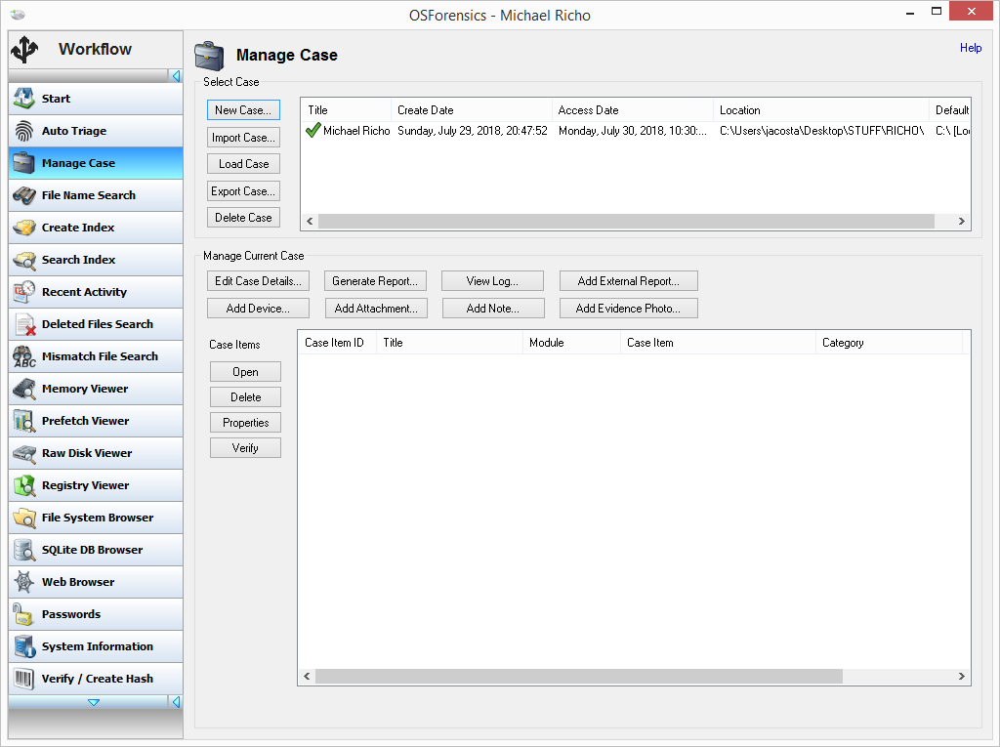 OSForensics - Michael Richo
Workflow
Start
Auto Triage
Manage Case
File Name Search
Create Index
Search Index
Recent Activity
Deleted Files Search
Mismatch File Search
Memory Viewer
Prefetch Viewer
Raw Disk Viewer
Registry Viewer
File System Browser
SQLite DB Browser
Web Browser
Passwords
System Information
Verify / Create Hash
Manage Case
Help
Select Case
New Case...
Import Case...
Load Case
Export Case...
Delete Case
Title Create Date Access Date Location Default
Michael Richo Sunday, July 29, 2018, 20:47:52 Monday, July 30, 2018, 10:30:... C:\Users\jacosta\Desktop\STUFF\RICHO\ C:\ [Loc
Manage Current Case
Edit Case Details... Generate Report... View Log... Add External Report...
Add Device... Add Attachment... Add Note... Add Evidence Photo...
Case Items
Open
Delete
Properties
Verify
Case Item ID Title Module Case Item Category